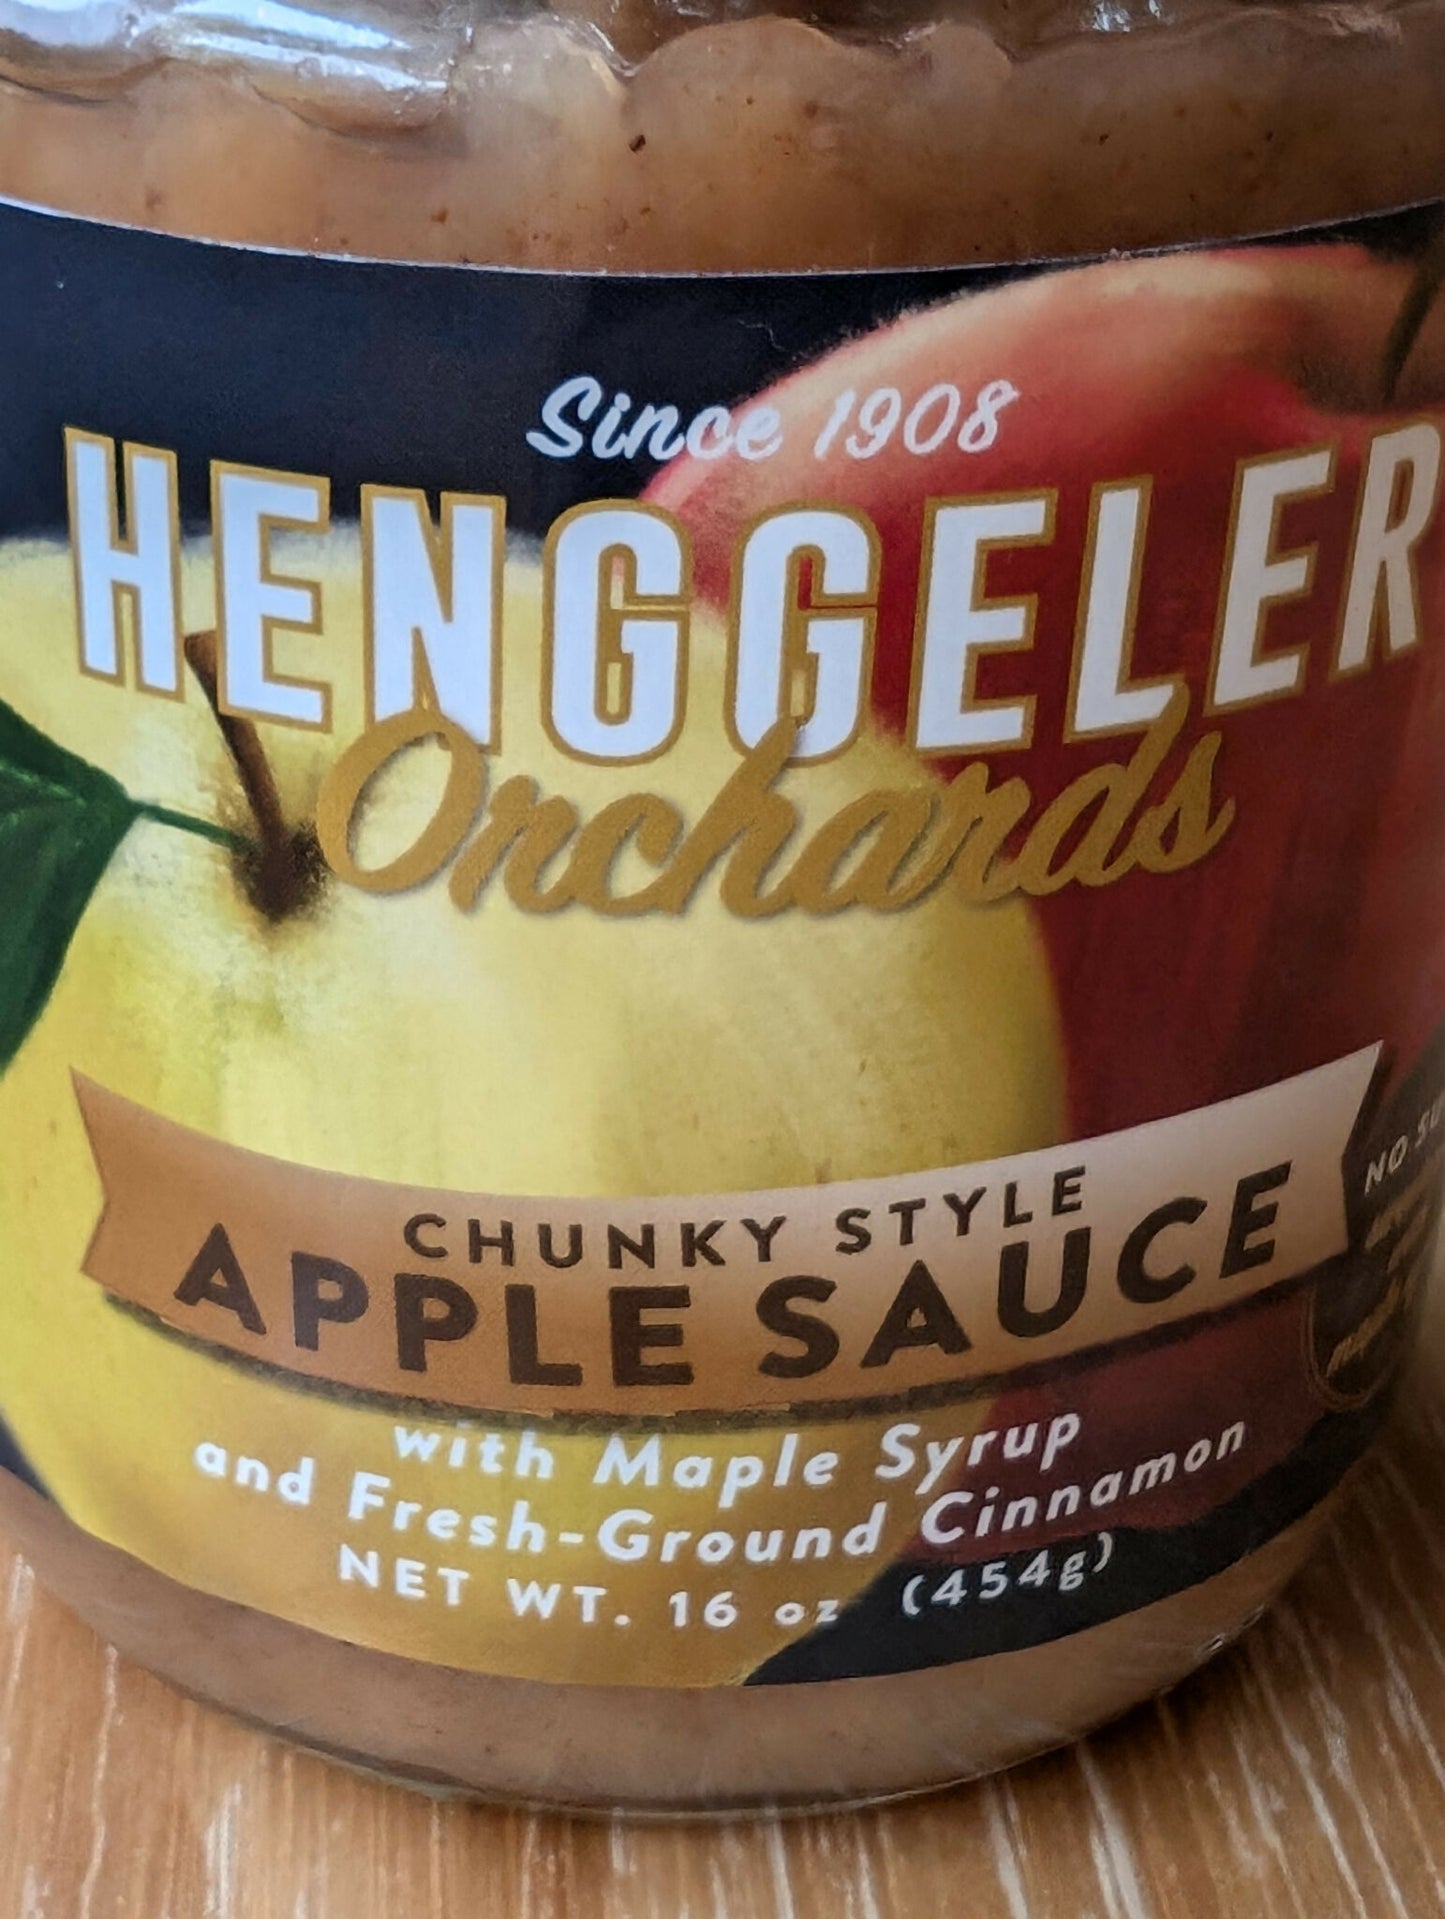 Since 1908
HENGGELER
Orchards
CHUNKY STYLE
APPLE SAUCE
with Maple Syrup
and Fresh-Ground Cinnamon
NET WT. 16 oz (454g)
NO